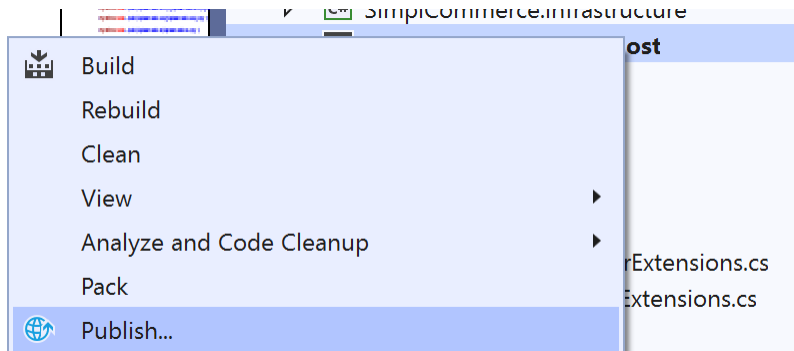 C# SimplCommerce.Infrastructure
ost
Build
Rebuild
Clean
View
Analyze and Code Cleanup
rExtensions.cs
Pack
Extensions.cs
Publish...